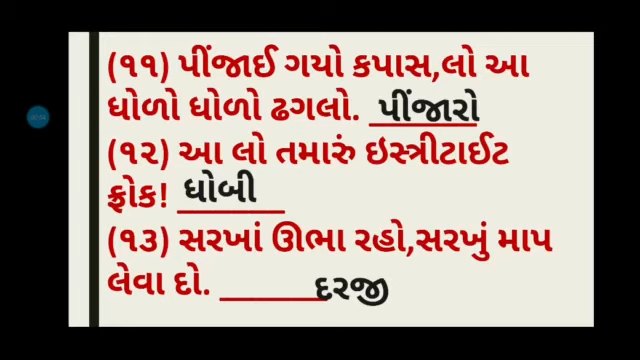 (૧૧) પીંજાઈ ગયો કપાસ,લો આ
ધોળો ધોળો ઢગલો. પીંજારો
(૧૨) આ લો તમારું ઇસ્ત્રીટાઈટ
ફ્રોક! ધોબી
(૧૩) સરખાં ઊભા રહો,સરખું માપ
લેવા દો. દરજી